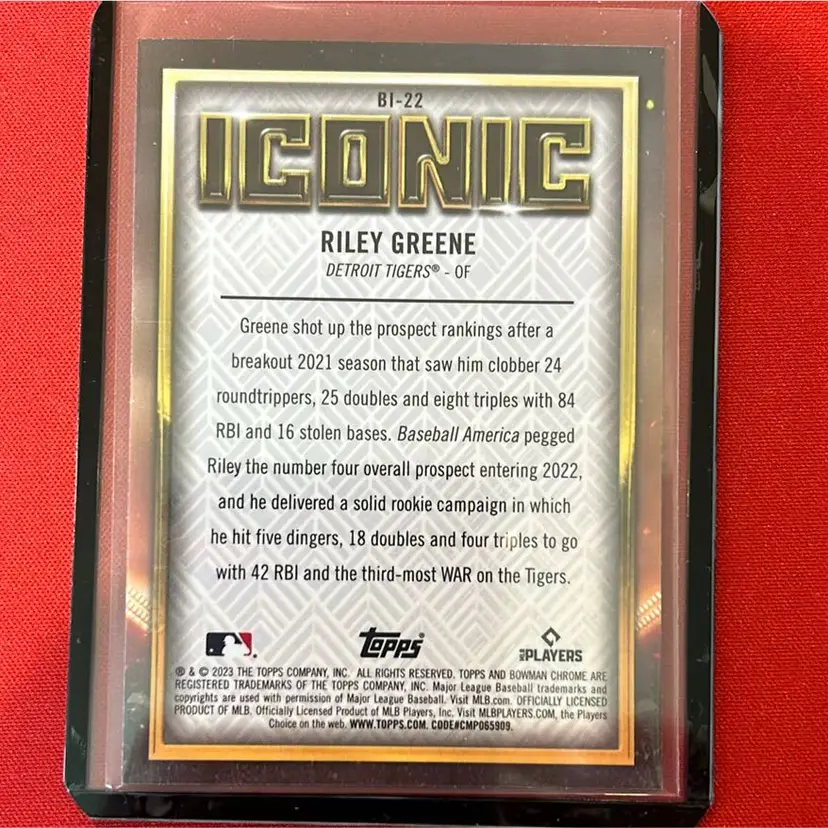 BI-22
ICONIC
RILEY GREENE
DETROIT TIGERS® - OF
Greene shot up the prospect rankings after a
breakout 2021 season that saw him clobber 24
roundtrippers, 25 doubles and eight triples with 84
RBI and 16 stolen bases. Baseball America pegged
Riley the number four overall prospect entering 2022,
and he delivered a solid rookie campaign in which
he hit five dingers, 18 doubles and four triples to go
with 42 RBI and the third-most WAR on the Tigers.
topps
MLB PLAYERS
® & © 2023 THE TOPPS COMPANY, INC. ALL RIGHTS RESERVED. TOPPS AND BOWMAN CHROME ARE
REGISTERED TRADEMARKS OF THE TOPPS COMPANY, INC. Major League Baseball trademarks and
copyrights are used with permission of Major League Baseball. Visit MLB.com. OFFICIALLY LICENSED
PRODUCT OF MLB. Officially Licensed Product of MLB Players, Inc. Visit MLBPLAYERS.COM, the Players
Choice on the web. WWW.TOPPS.COM. CODE#CMP065909.